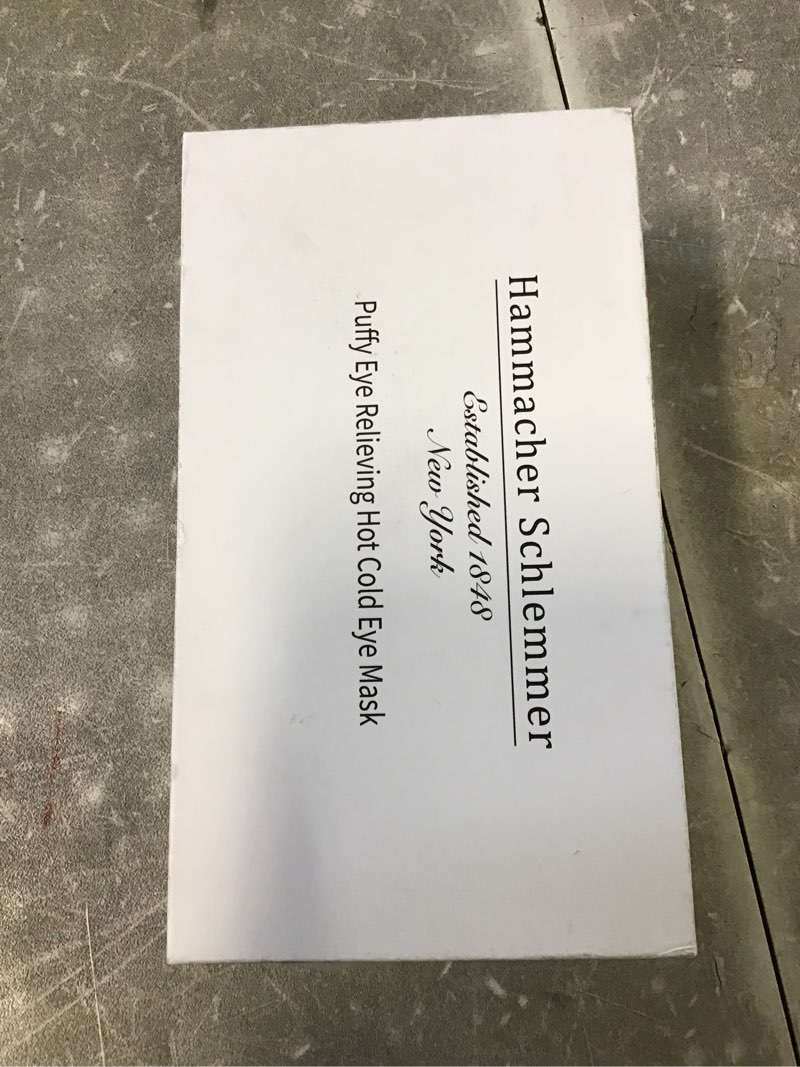 Hammacher Schlemmer
Established 1848
New York
Puffy Eye Relieving Hot Cold Eye Mask